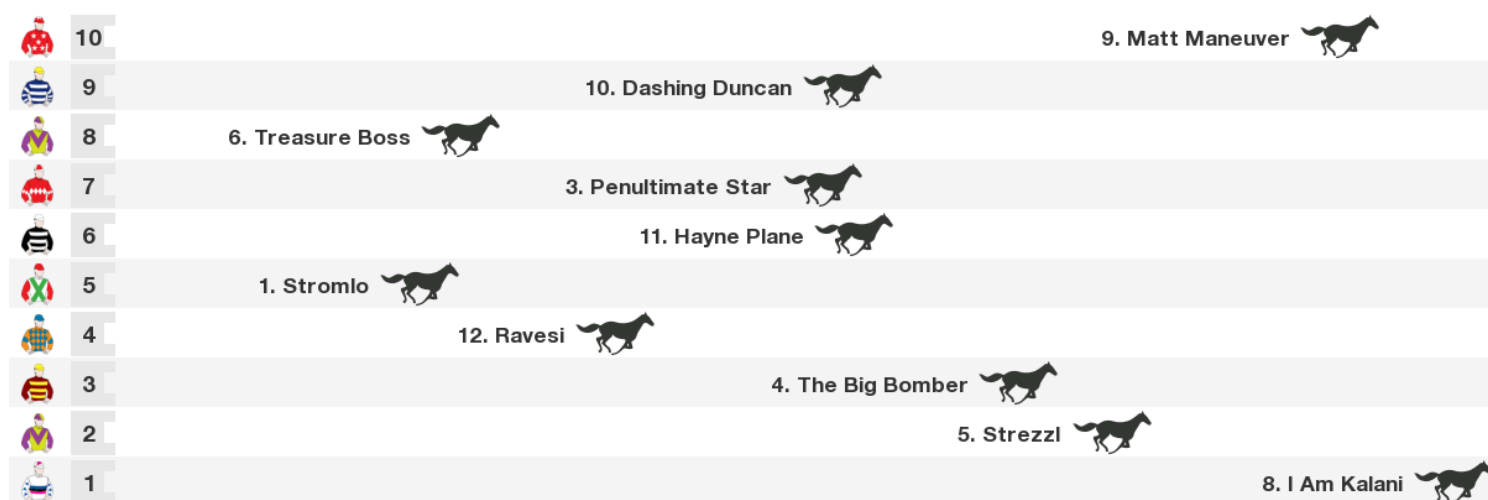 10 9. Matt Maneuver
9 10. Dashing Duncan
8 6. Treasure Boss
7 3. Penultimate Star
6 11. Hayne Plane
5 1. Stromlo
4 12. Ravesi
3 4. The Big Bomber
2 5. Strezzl
1 8. I Am Kalani